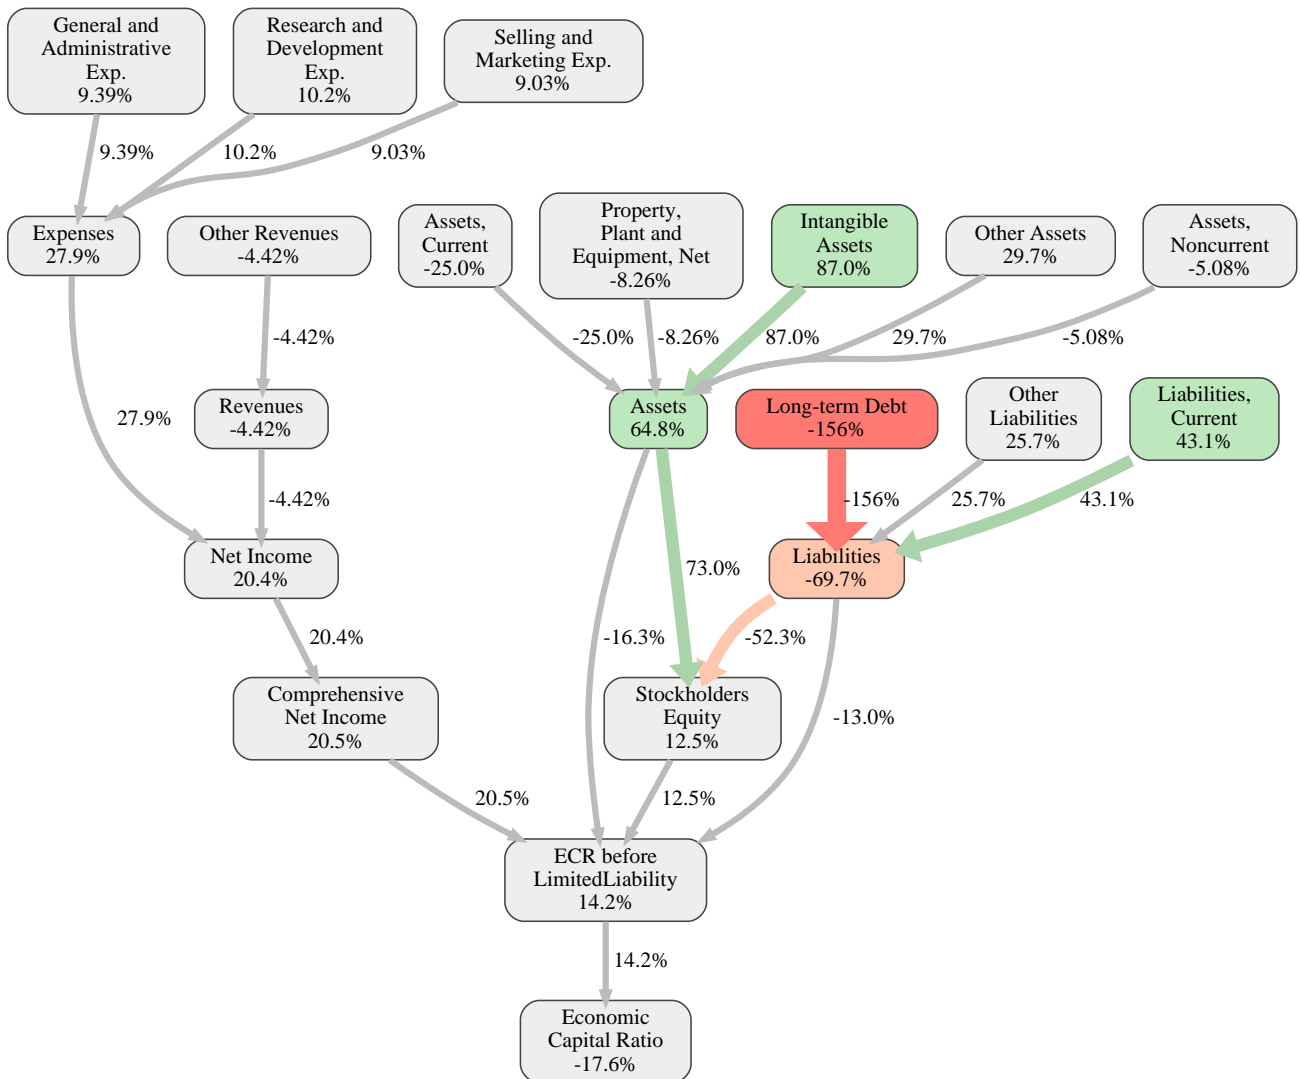 General and
Administrative
Exp.
9.39%
Research and
Development
Exp.
10.2%
Selling and
Marketing Exp.
9.03%
9.39%
10.2%
9.03%
Expenses
27.9%
Other Revenues
-4.42%
Assets,
Current
-25.0%
Property,
Plant and
Equipment, Net
-8.26%
Intangible
Assets
87.0%
Other Assets
29.7%
Assets,
Noncurrent
-5.08%
-4.42%
-25.0%
-8.26%
87.0%
29.7%
-5.08%
27.9%
Revenues
-4.42%
Assets
64.8%
Long-term Debt
-156%
Other
Liabilities
25.7%
Liabilities,
Current
43.1%
-4.42%
-156%
25.7%
43.1%
Net Income
20.4%
73.0%
Liabilities
-69.7%
20.4%
-16.3%
-52.3%
Comprehensive
Net Income
20.5%
Stockholders
Equity
12.5%
-13.0%
20.5%
12.5%
ECR before
LimitedLiability
14.2%
14.2%
Economic
Capital Ratio
-17.6%